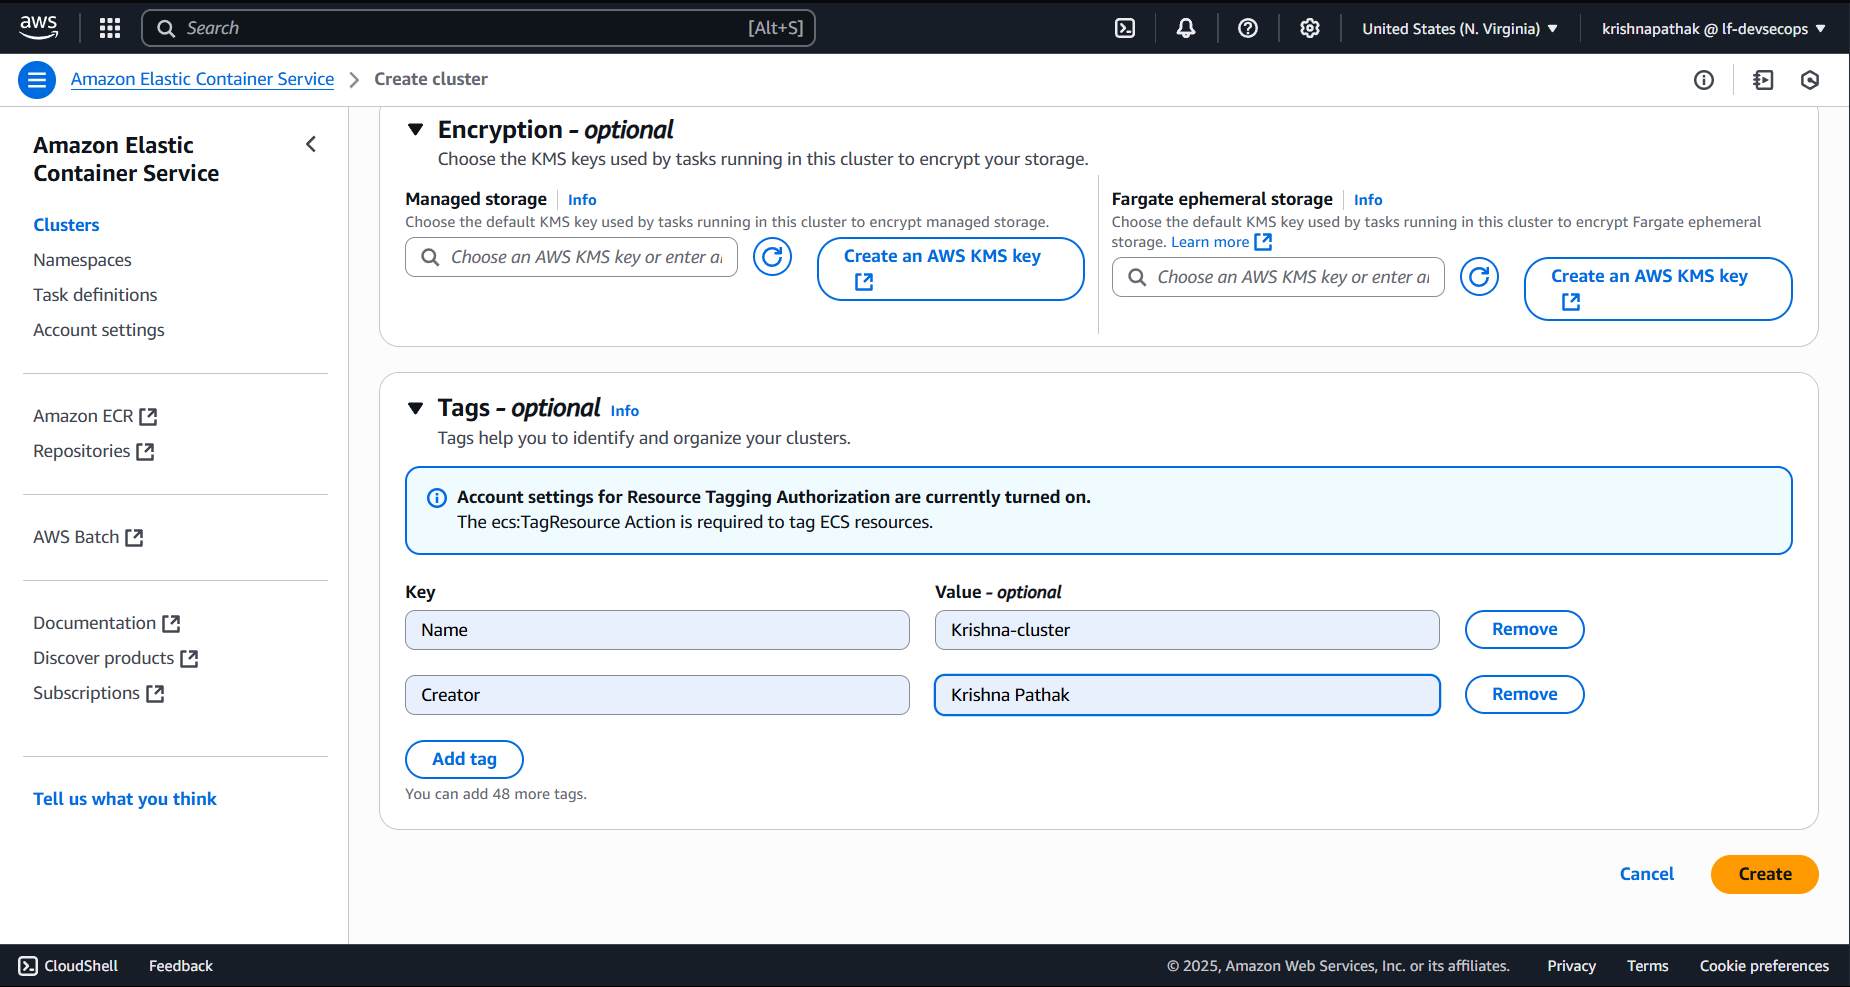 aws
Search
[Alt+S]
United States (N. Virginia)
krishnapathak @ lf-devsecops
Amazon Elastic Container Service
Create cluster
Amazon Elastic
Container Service
Clusters
Namespaces
Task definitions
Account settings
Amazon ECR
Repositories
AWS Batch
Documentation
Discover products
Subscriptions
Tell us what you think
Encryption - optional
Choose the KMS keys used by tasks running in this cluster to encrypt your storage.
Managed storage
Info
Choose the default KMS key used by tasks running in this cluster to encrypt managed storage.
Choose an AWS KMS key or enter
Create an AWS KMS key
Fargate ephemeral storage
Info
Choose the default KMS key used by tasks running in this cluster to encrypt Fargate ephemeral
storage. Learn more
Choose an AWS KMS key or enter
Create an AWS KMS key
Tags - optional
Info
Tags help you to identify and organize your clusters.
Account settings for Resource Tagging Authorization are currently turned on.
The ecs:TagResource Action is required to tag ECS resources.
Key
Value - optional
Name
Krishna-cluster
Remove
Creator
Krishna Pathak
Remove
Add tag
You can add 48 more tags.
Cancel
Create
CloudShell
Feedback
© 2025, Amazon Web Services, Inc. or its affiliates.
Privacy
Terms
Cookie preferences